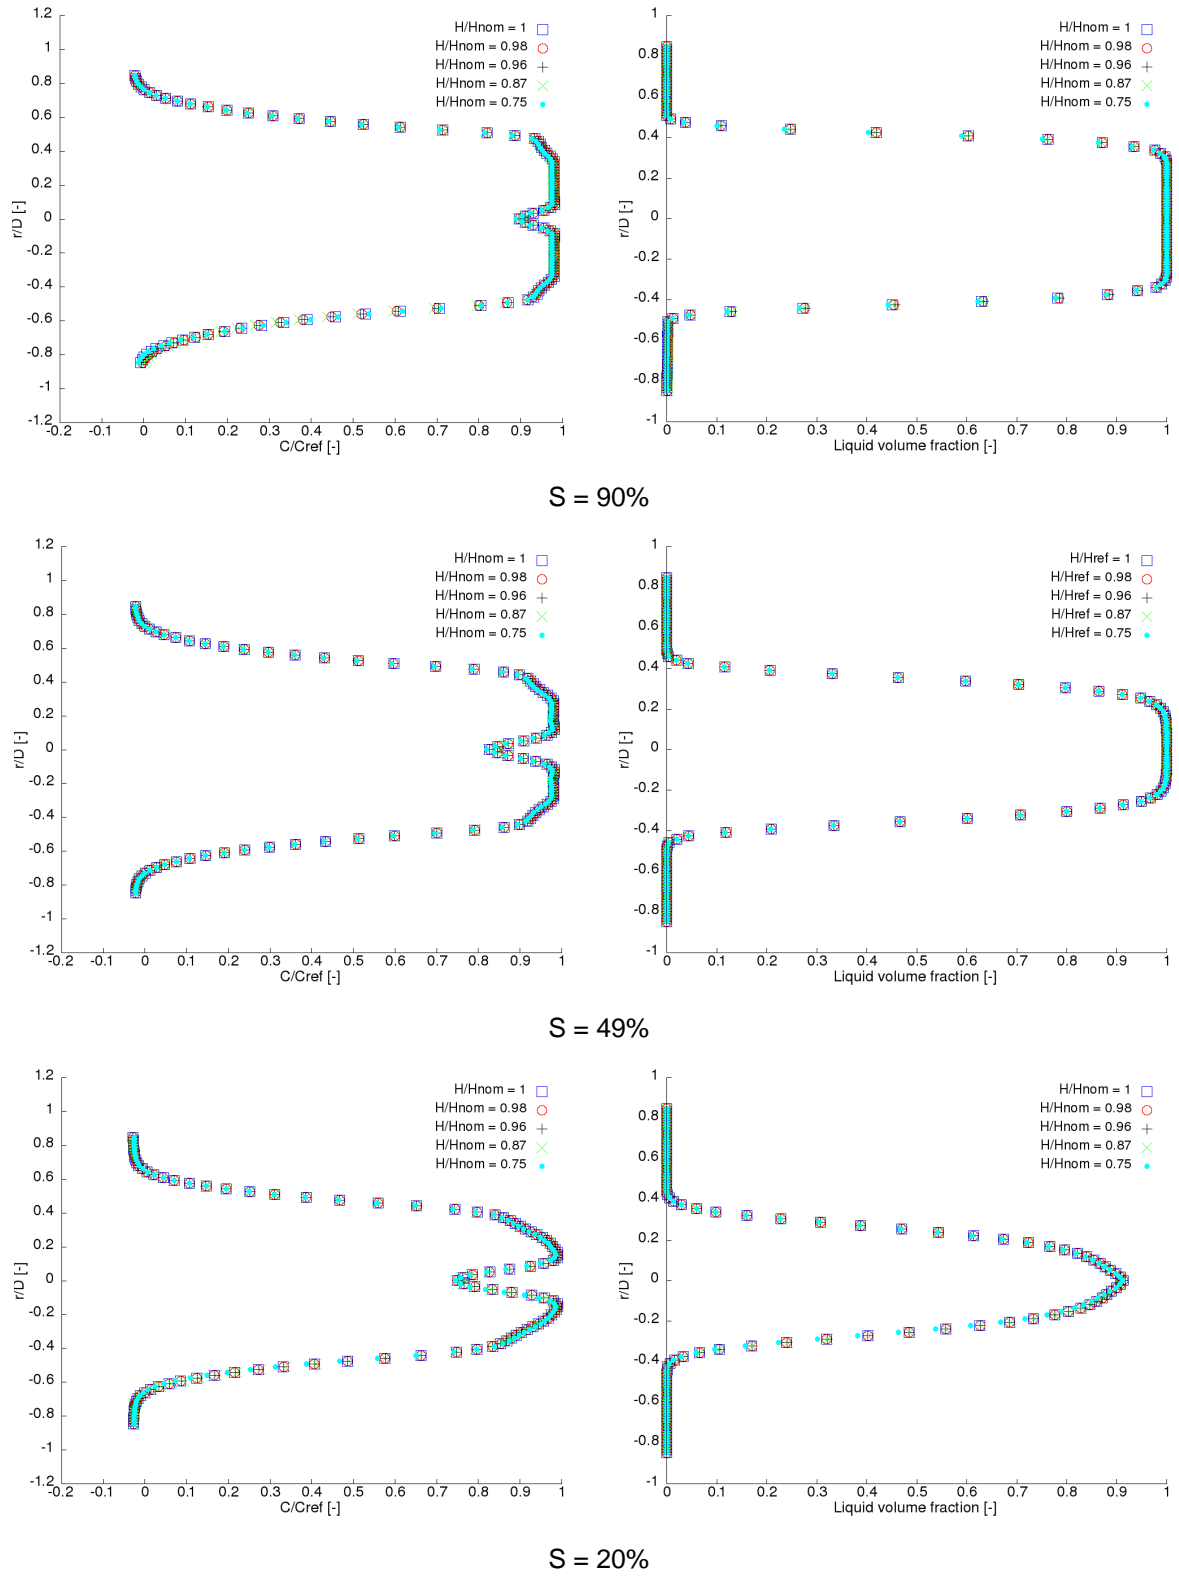 1.2
1
0.8
0.6
0.4
0.2
0
-0.2
-0.4
-0.6
-0.8
-1
-1.2
r/D [-]
-0.2 -0.1 0 0.1 0.2 0.3 0.4 0.5 0.6 0.7 0.8 0.9 1
C/Cref [-]
H/Hnom = 1
H/Hnom = 0.98
H/Hnom = 0.96
H/Hnom = 0.87
H/Hnom = 0.75
1
0.8
0.6
0.4
0.2
0
-0.2
-0.4
-0.6
-0.8
-1
r/D [-]
0 0.1 0.2 0.3 0.4 0.5 0.6 0.7 0.8 0.9 1
Liquid volume fraction [-]
H/Hnom = 1
H/Hnom = 0.98
H/Hnom = 0.96
H/Hnom = 0.87
H/Hnom = 0.75
S = 90%
1.2
1
0.8
0.6
0.4
0.2
0
-0.2
-0.4
-0.6
-0.8
-1
-1.2
r/D [-]
-0.2 -0.1 0 0.1 0.2 0.3 0.4 0.5 0.6 0.7 0.8 0.9 1
C/Cref [-]
H/Hnom = 1
H/Hnom = 0.98
H/Hnom = 0.96
H/Hnom = 0.87
H/Hnom = 0.75
1
0.8
0.6
0.4
0.2
0
-0.2
-0.4
-0.6
-0.8
-1
r/D [-]
0 0.1 0.2 0.3 0.4 0.5 0.6 0.7 0.8 0.9 1
Liquid volume fraction [-]
H/Href = 1
H/Href = 0.98
H/Href = 0.96
H/Href = 0.87
H/Href = 0.75
S = 49%
1.2
1
0.8
0.6
0.4
0.2
0
-0.2
-0.4
-0.6
-0.8
-1
-1.2
r/D [-]
-0.2 -0.1 0 0.1 0.2 0.3 0.4 0.5 0.6 0.7 0.8 0.9 1
C/Cref [-]
H/Hnom = 1
H/Hnom = 0.98
H/Hnom = 0.96
H/Hnom = 0.87
H/Hnom = 0.75
1
0.8
0.6
0.4
0.2
0
-0.2
-0.4
-0.6
-0.8
-1
r/D [-]
0 0.1 0.2 0.3 0.4 0.5 0.6 0.7 0.8 0.9 1
Liquid volume fraction [-]
H/Hnom = 1
H/Hnom = 0.98
H/Hnom = 0.96
H/Hnom = 0.87
H/Hnom = 0.75
S = 20%